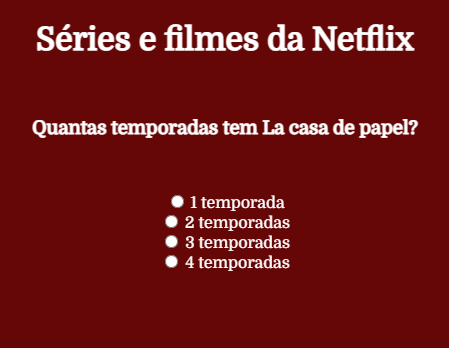 Séries e filmes da Netflix
Quantas temporadas tem La casa de papel?
1 temporada
2 temporadas
3 temporadas
4 temporadas